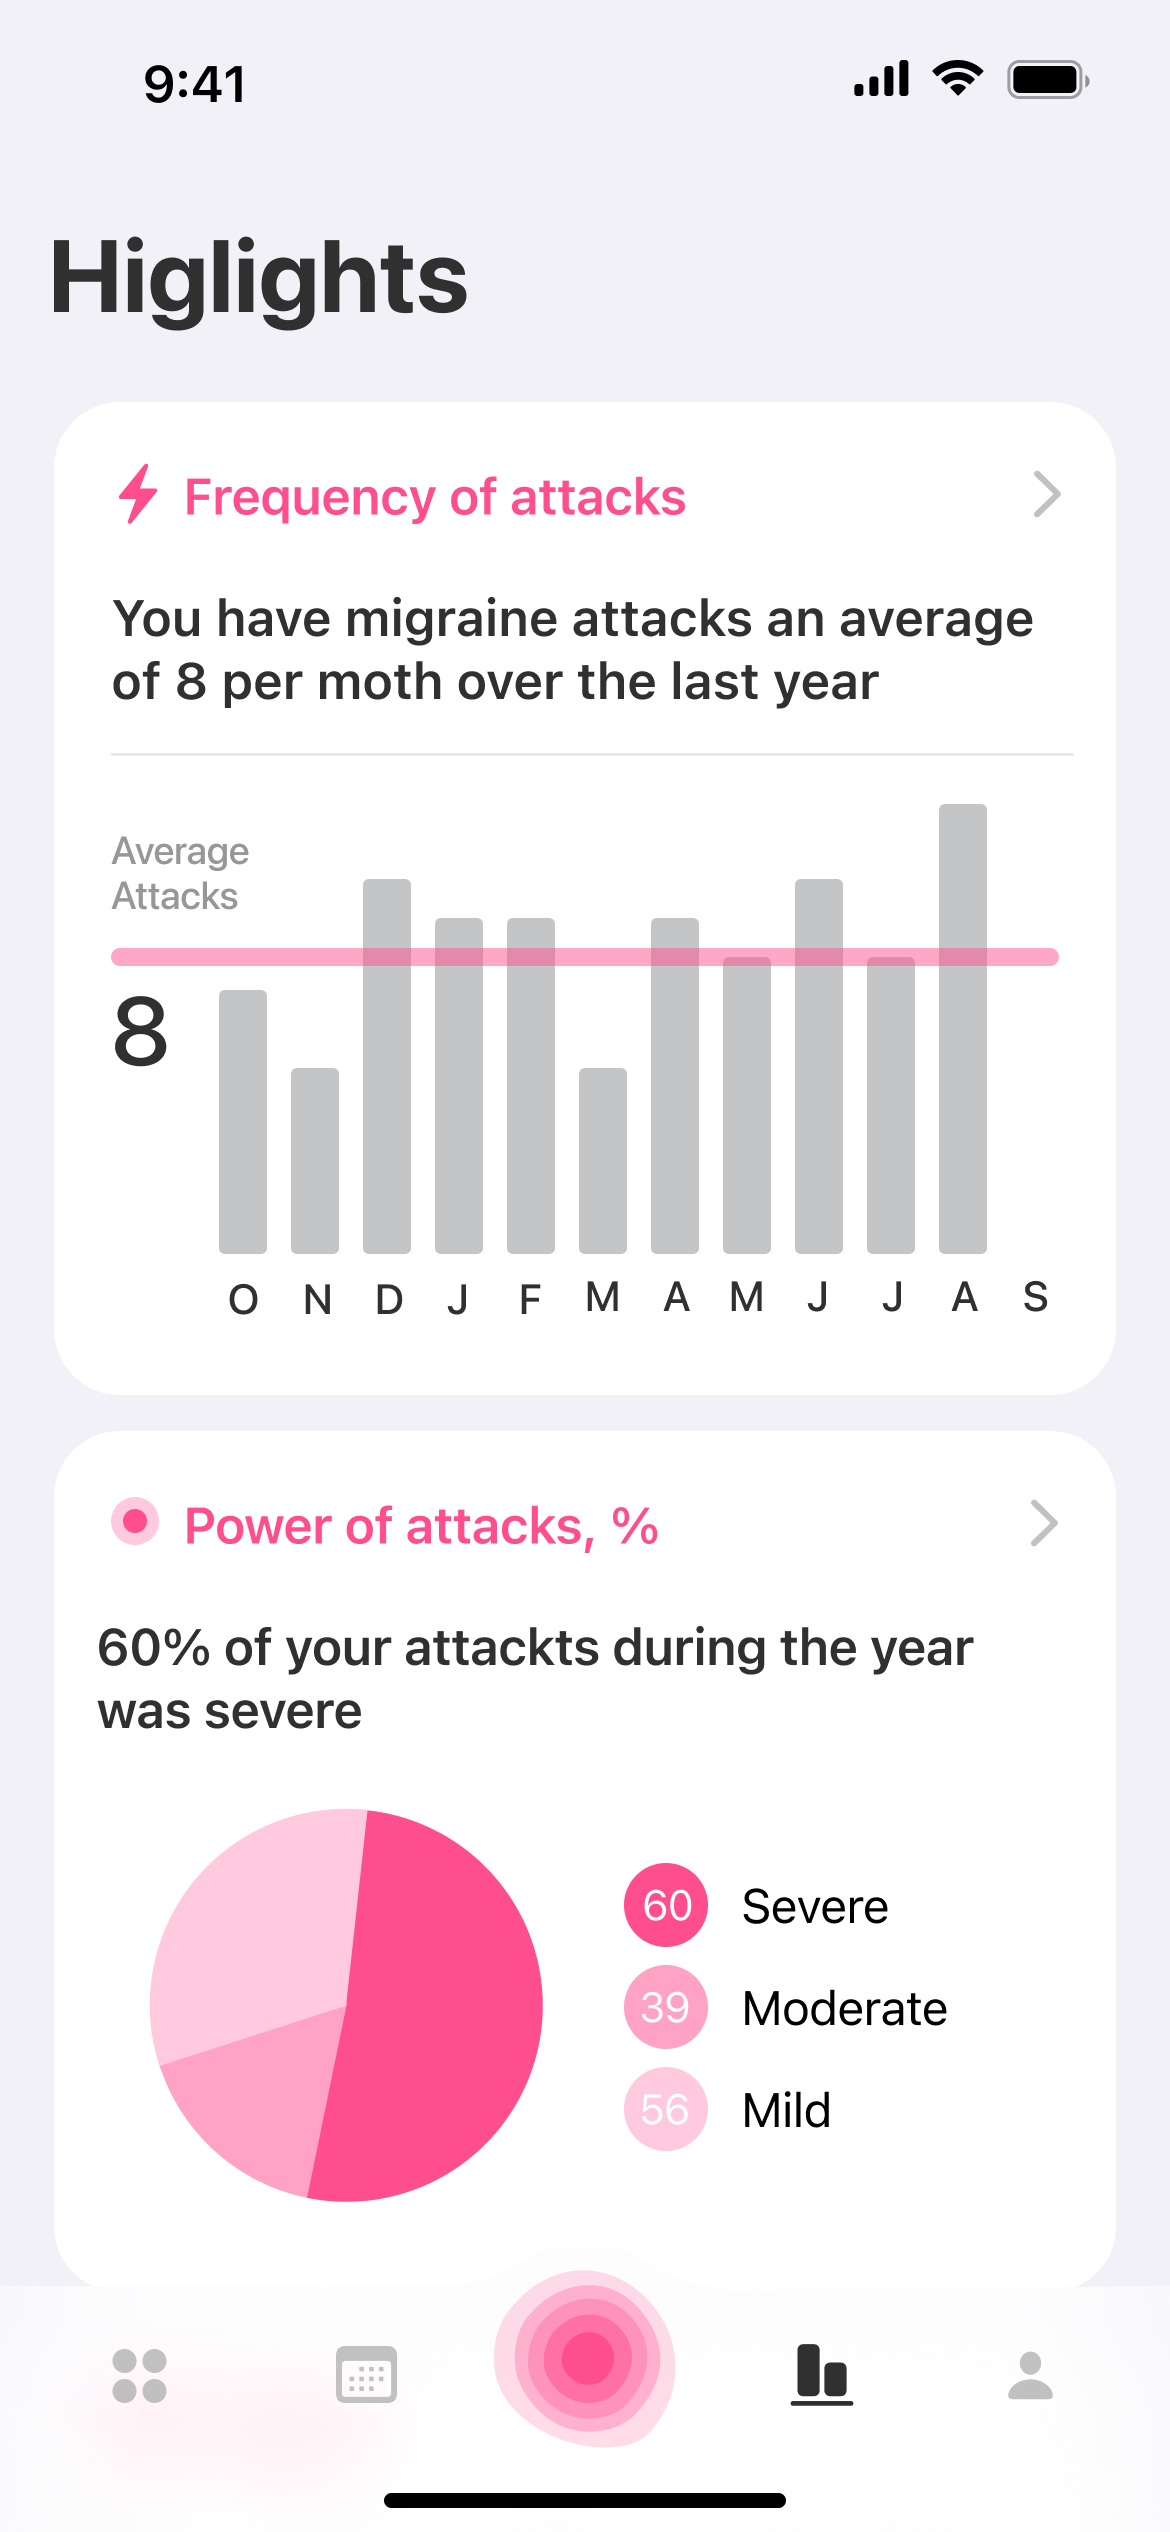 9:41
Higlights
Frequency of attacks
You have migraine attacks an average
of 8 per moth over the last year
Average
Attacks
8
O N D J F M A M J J A S
Power of attacks, %
60% of your attackts during the year
was severe
60 Severe
39 Moderate
56 Mild